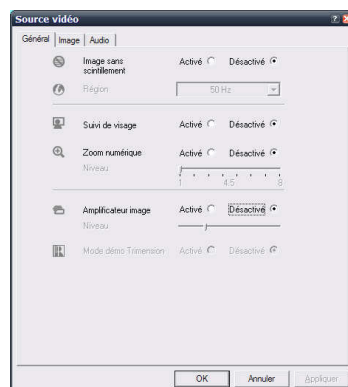 Source vidéo
Général Image Audio
Image sans scintillement Activé Désactivé
Région 50 Hz
Suivi de visage Activé Désactivé
Zoom numérique Activé Désactivé
Niveau
1 4.5 8
Amplificateur image Activé Désactivé
Niveau
Mode démo Trimension Activé Désactivé
OK Annuler Appliquer